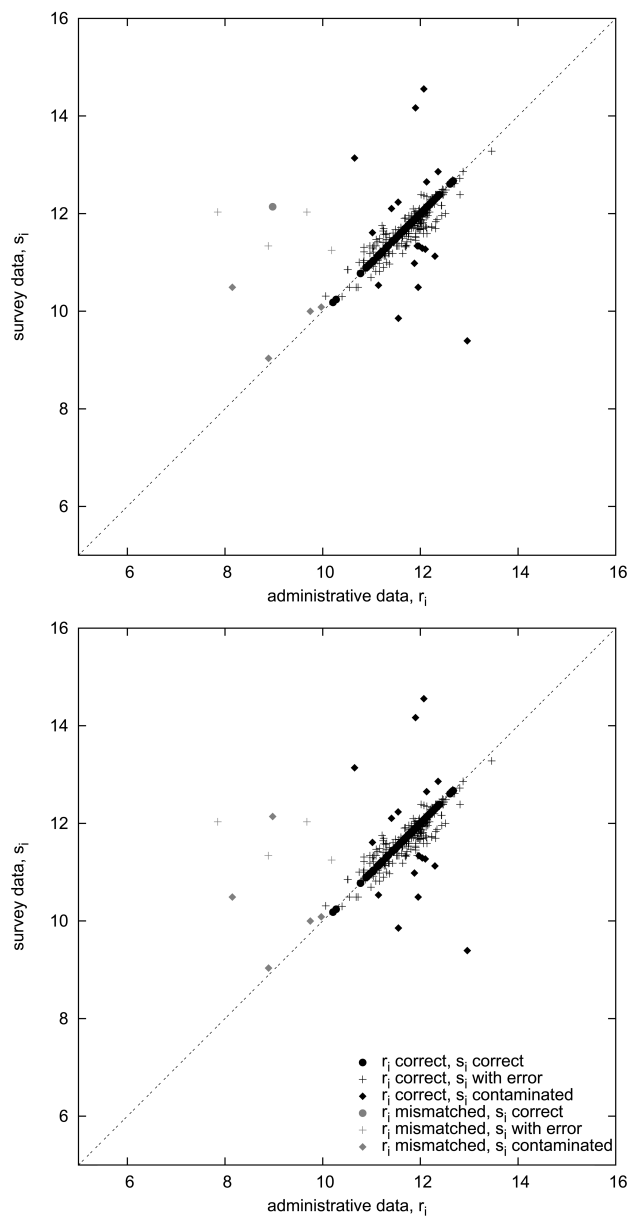 16
14
12
10
8
6
survey data, si
6 8 10 12 14 16
administrative data, ri
16
14
12
10
8
6
survey data, si
ri correct, si correct
ri correct, si with error
ri correct, si contaminated
ri mismatched, si correct
ri mismatched, si with error
ri mismatched, si contaminated
6 8 10 12 14 16
administrative data, ri